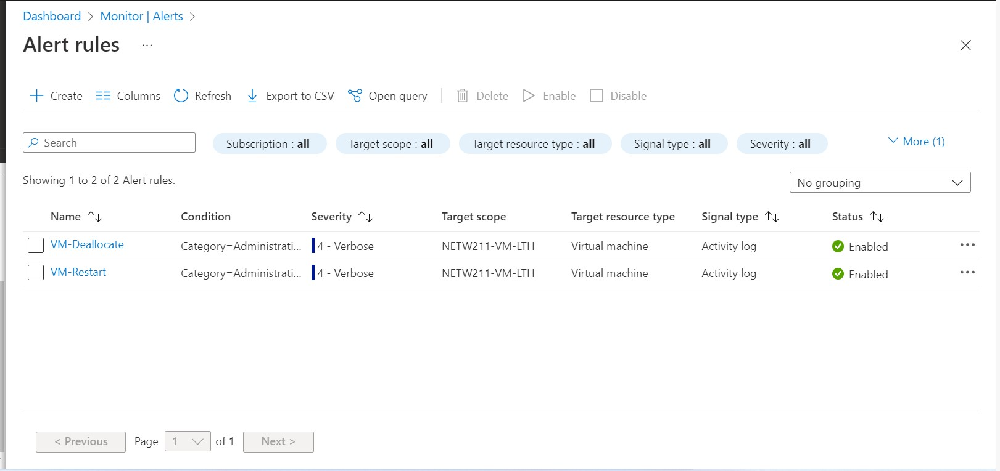 Dashboard > Monitor | Alerts >
Alert rules ...
Create Columns Refresh Export to CSV Open query Delete Enable Disable
Search Subscription : all Target scope : all Target resource type : all Signal type : all Severity : all More (1)
Showing 1 to 2 of 2 Alert rules. No grouping
Name Condition Severity Target scope Target resource type Signal type Status
VM-Deallocate Category=Administrati... 4 - Verbose NETW211-VM-LTH Virtual machine Activity log Enabled ...
VM-Restart Category=Administrati... 4 - Verbose NETW211-VM-LTH Virtual machine Activity log Enabled ...
< Previous Page 1 of 1 Next >